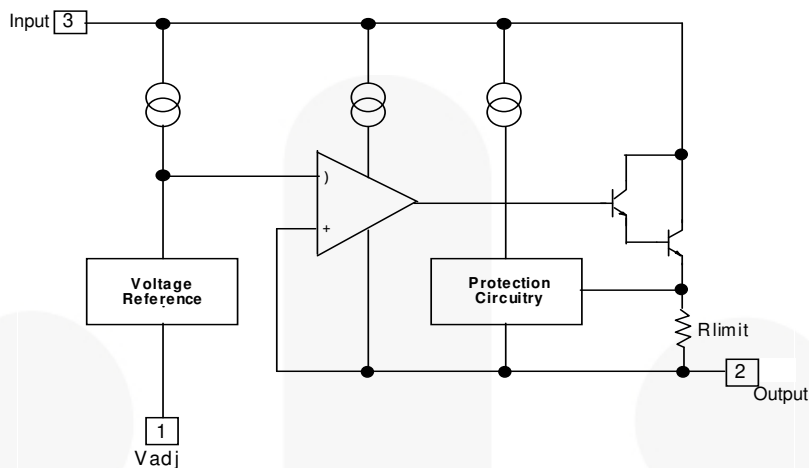 Input 3
)
+
Voltage
Reference
Protection
Circuitry
Rlimit
2
Output
1
Vadj